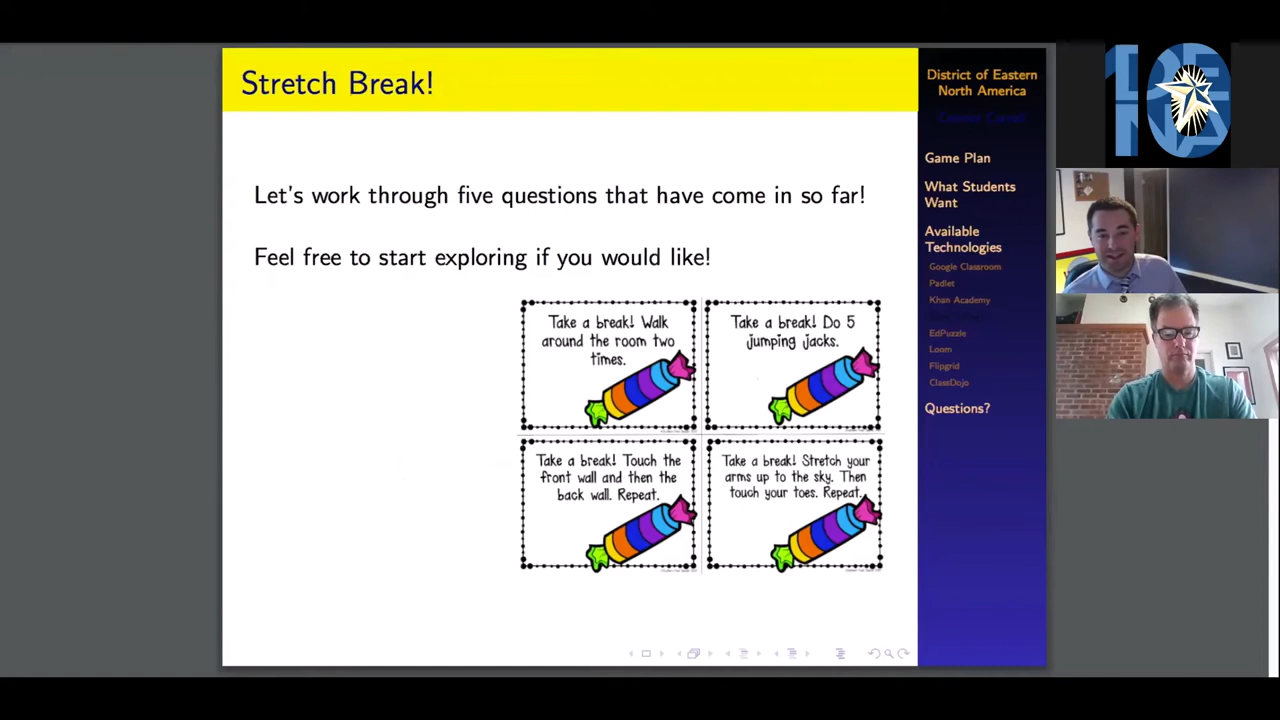 Stretch Break!
Let's work through five questions that have come in so far!
Feel free to start exploring if you would like!
Take a break! Walk
around the room two
times.
Take a break! Do 5
jumping jacks.
Take a break! Touch the
front wall and then the
back wall. Repeat.
Take a break! Stretch your
arms up to the sky. Then
touch your toes. Repeat.
District of Eastern
North America
Game Plan
What Students
Want
Available
Technologies
Google Classroom
Padlet
Khan Academy
EdPuzzle
Loom
Flipgrid
ClassDojo
Questions?
10
DE
NA